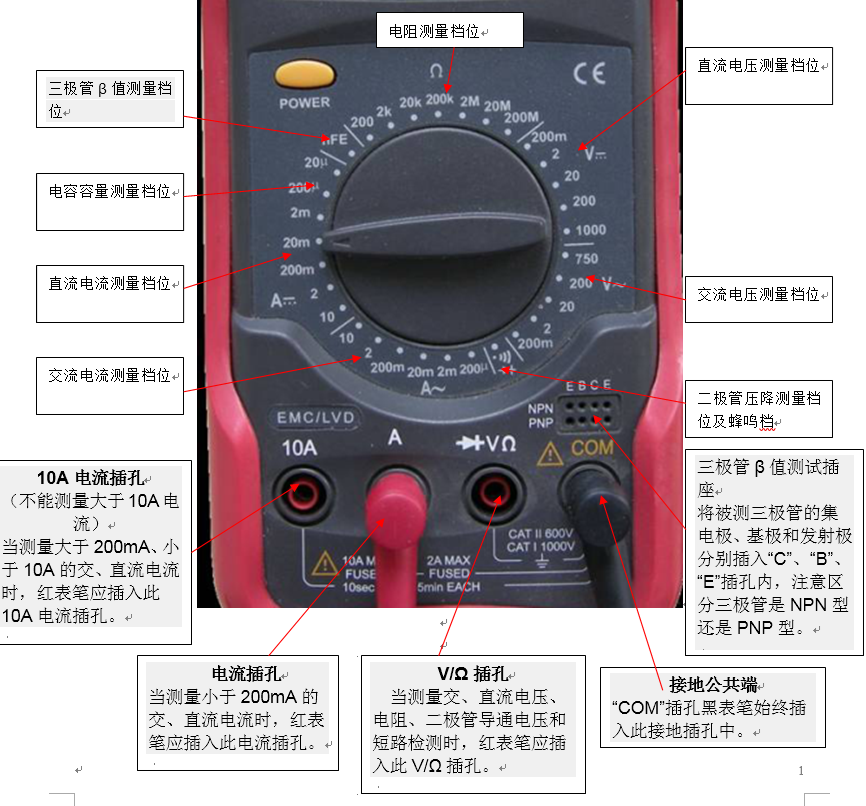 电阻测量档位
直流电压测量档位
三极管 β 值测量档
位
电容容量测量档位
直流电流测量档位
交流电流测量档位
交流电压测量档位
二极管压降测量档
位及蜂鸣档
POWER
Ω
CE
200
2k
20k
200k
2M
20M
200M
hFE
20μ
200μ
2m
20m
200m
2
10
A⎓
10
2
200m
20m
2m
200μ
A~
200m
2
20
200
1000
V⎓
750
200
20
2
200m
V~
E B C E
NPN
PNP
EMC/LVD
10A
A
VΩ
COM
CAT II 600V
CAT I 1000V
10A M
FUSE
10sec
2A MAX
FUSED
5min EACH
10A 电流插孔
（不能测量大于 10A 电
流）
当测量大于 200mA、小
于 10A 的交、直流电流
时，红表笔应插入此
10A 电流插孔。
三极管 β 值测试插
座
将被测三极管的集
电极、基极和发射极
分别插入“C”、“B”、
“E”插孔内，注意区
分三极管是 NPN 型
还是 PNP 型。
电流插孔
当测量小于 200mA 的
交、直流电流时，红表
笔应插入此电流插孔。
V/Ω 插孔
当测量交、直流电压、
电阻、二极管导通电压和
短路检测时，红表笔应插
入此 V/Ω 插孔。
接地公共端
“COM”插孔黑表笔始终插
入此接地插孔中。
1